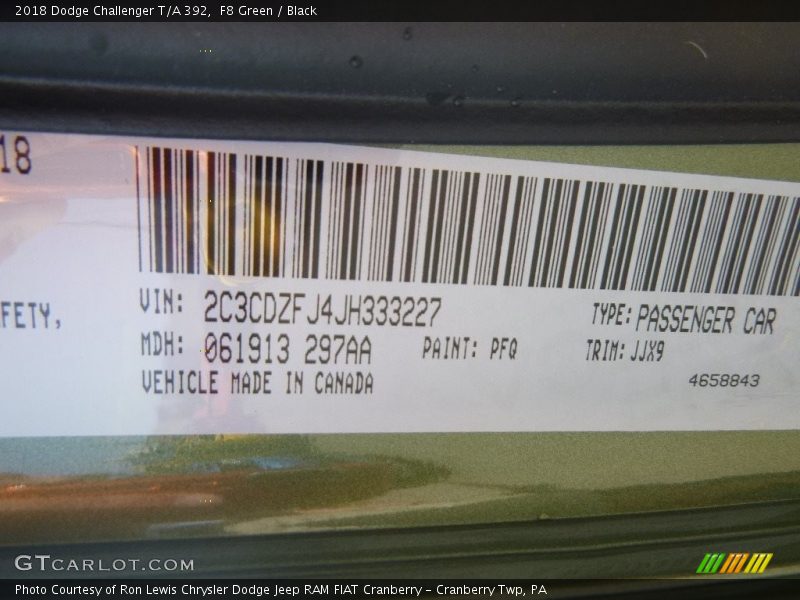 2018 Dodge Challenger T/A 392,  F8 Green / Black
18
FETY,
VIN: 2C3CDZFJ4JH333227
TYPE: PASSENGER CAR
MDH: 061913 297AA
PAINT: PFQ
TRIM: JJX9
VEHICLE MADE IN CANADA
4658843
GTCARLOT.COM
Photo Courtesy of Ron Lewis Chrysler Dodge Jeep RAM FIAT Cranberry – Cranberry Twp, PA